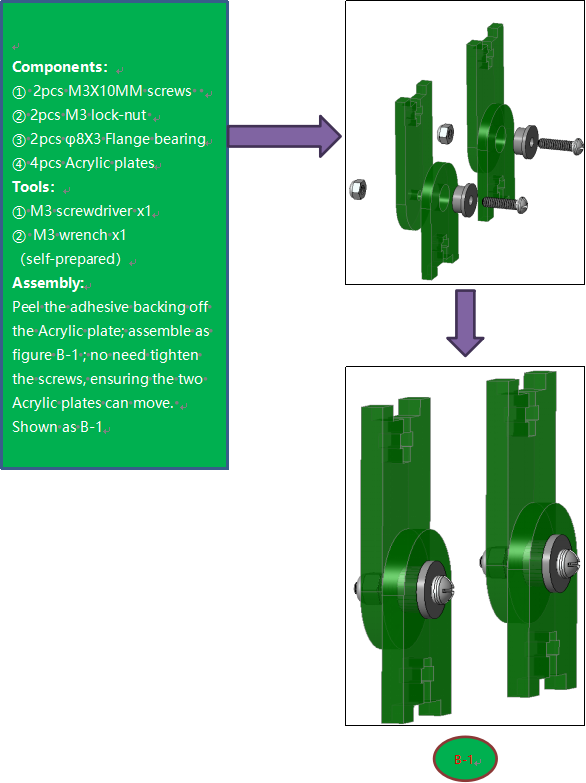 Components:
① 2pcs M3X10MM screws
② 2pcs M3 lock-nut
③ 2pcs φ8X3 Flange bearing
④ 4pcs Acrylic plates
Tools:
① M3 screwdriver x1
② M3 wrench x1
(self-prepared)
Assembly:
Peel the adhesive backing off
the Acrylic plate; assemble as
figure B-1 ; no need tighten
the screws, ensuring the two
Acrylic plates can move.
Shown as B-1
B-1